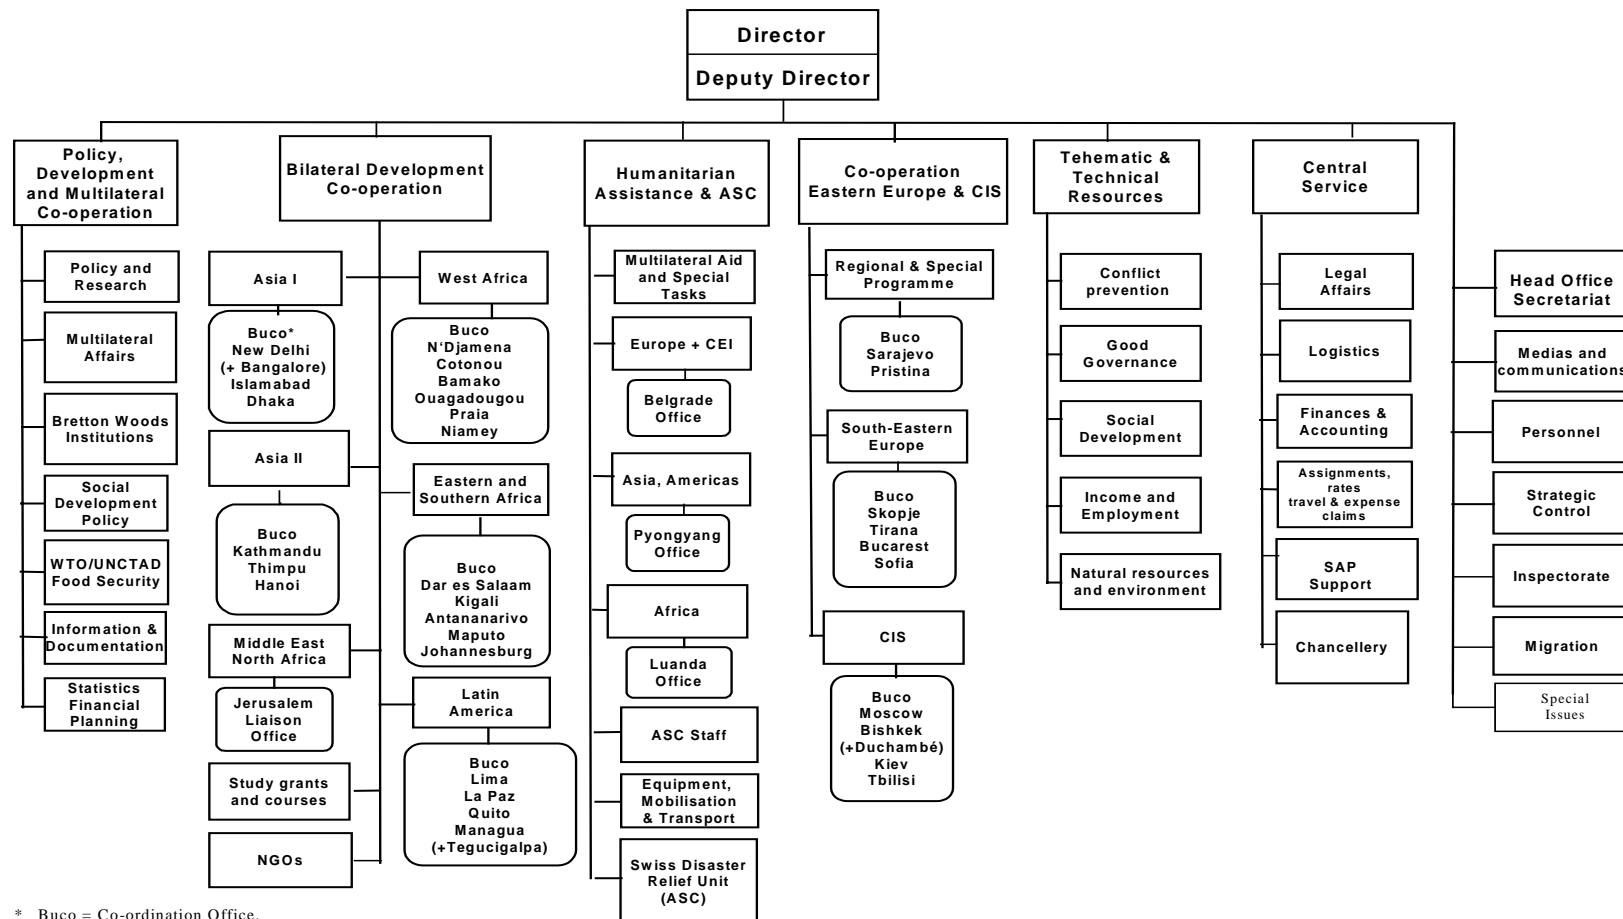 Director
Deputy Director
Policy,
Development
and Multilateral
Co-operation
Policy and
Research
Multilateral
Affairs
Bretton Woods
Institutions
Social
Development
Policy
WTO/UNCTAD
Food Security
Information &
Documentation
Statistics
Financial
Planning
Bilateral Development
Co-operation
Asia I
Buco*
New Delhi
(+ Bangalore)
Islamabad
Dhaka
Asia II
Buco
Kathmandu
Thimpu
Hanoi
Middle East
North Africa
Jerusalem
Liaison
Office
Study grants
and courses
NGOs
West Africa
Buco
N‘Djamena
Cotonou
Bamako
Ouagadougou
Praia
Niamey
Eastern and
Southern Africa
Buco
Dar es Salaam
Kigali
Antananarivo
Maputo
Johannesburg
Latin
America
Buco
Lima
La Paz
Quito
Managua
(+Tegucigalpa)
Humanitarian
Assistance & ASC
Multilateral Aid
and Special
Tasks
Europe + CEI
Belgrade
Office
Asia, Americas
Pyongyang
Office
Africa
Luanda
Office
ASC Staff
Equipment,
Mobilisation
& Transport
Swiss Disaster
Relief Unit
(ASC)
Co-operation
Eastern Europe & CIS
Regional & Special
Programme
Buco
Sarajevo
Pristina
South-Eastern
Europe
Buco
Skopje
Tirana
Bucarest
Sofia
CIS
Buco
Moscow
Bishkek
(+Duchambé)
Kiev
Tbilisi
Tehematic &
Technical
Resources
Conflict
prevention
Good
Governance
Social
Development
Income and
Employment
Natural resources
and environment
Central
Service
Legal
Affairs
Logistics
Finances &
Accounting
Assignments,
rates
travel & expense
claims
SAP
Support
Chancellery
Head Office
Secretariat
Medias and
communications
Personnel
Strategic
Control
Inspectorate
Migration
Special
Issues
* Buco = Co-ordination Office.